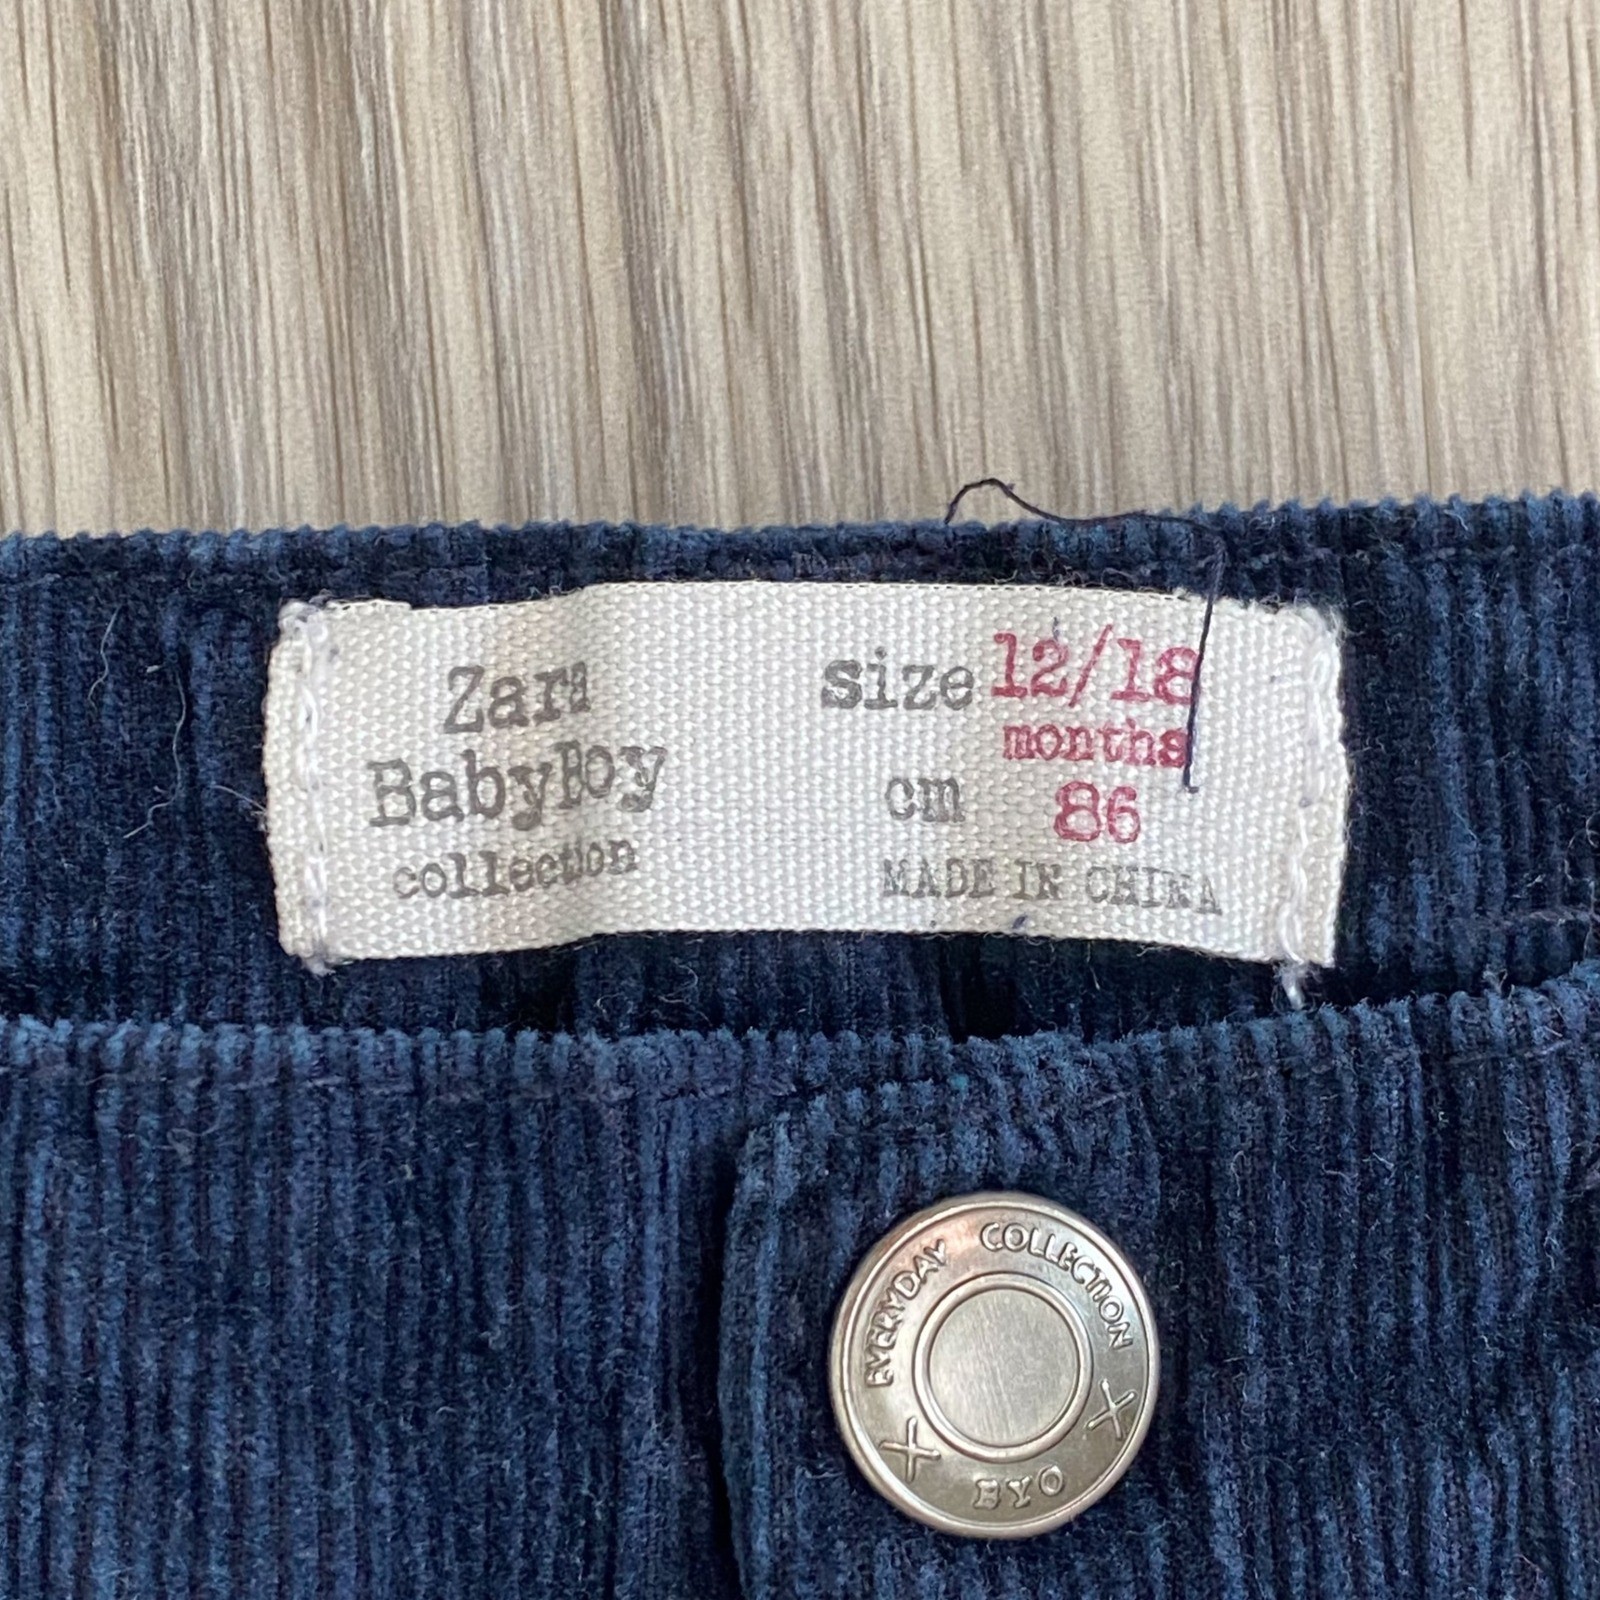 Zara
BabyBoy
collection
size 12/18
months
cm 86
MADE IN CHINA
EVERYDAY COLLECTION
BYO